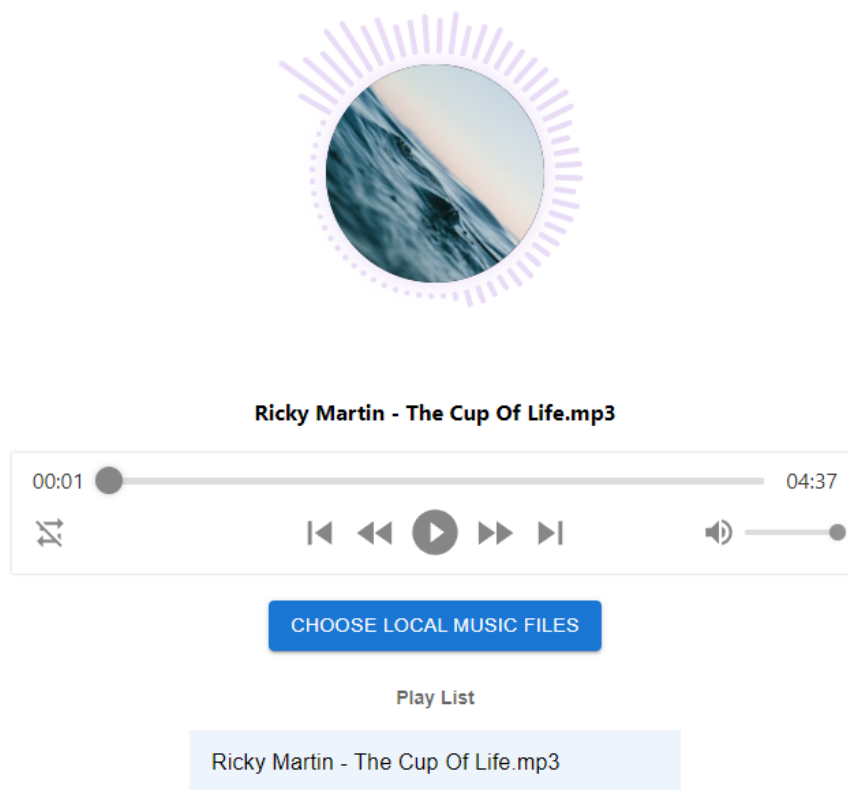 Ricky Martin - The Cup Of Life.mp3
00:01 04:37
CHOOSE LOCAL MUSIC FILES
Play List
Ricky Martin - The Cup Of Life.mp3